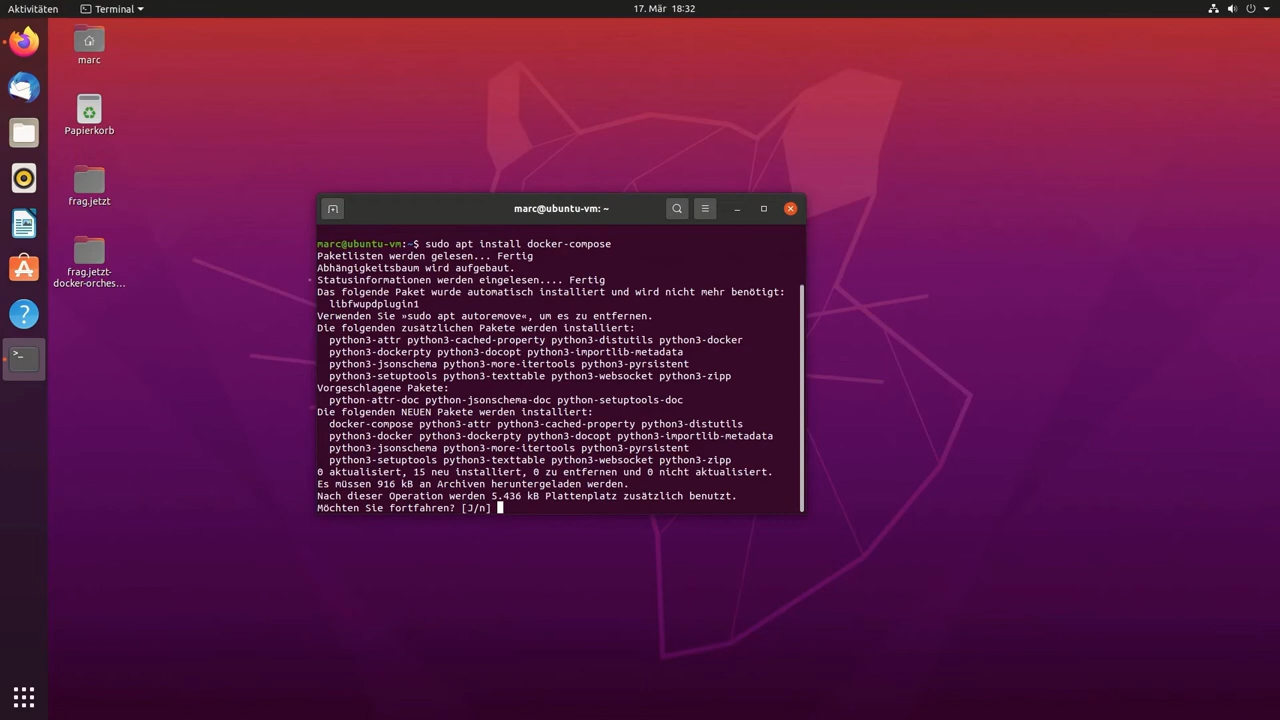 Aktivitäten
Terminal
17. Mär 18:32
marc
Papierkorb
frag.jetzt
frag.jetzt-
docker-orches…
marc@ubuntu-vm: ~
marc@ubuntu-vm:~$ sudo apt install docker-compose
Paketlisten werden gelesen... Fertig
Abhängigkeitsbaum wird aufgebaut.
Statusinformationen werden eingelesen.... Fertig
Das folgende Paket wurde automatisch installiert und wird nicht mehr benötigt:
libfwupdplugin1
Verwenden Sie »sudo apt autoremove«, um es zu entfernen.
Die folgenden zusätzlichen Pakete werden installiert:
python3-attr python3-cached-property python3-distutils python3-docker
python3-dockerpty python3-docopt python3-importlib-metadata
python3-jsonschema python3-more-itertools python3-pyrsistent
python3-setuptools python3-texttable python3-websocket python3-zipp
Vorgeschlagene Pakete:
python-attr-doc python-jsonschema-doc python-setuptools-doc
Die folgenden NEUEN Pakete werden installiert:
docker-compose python3-attr python3-cached-property python3-distutils
python3-docker python3-dockerpty python3-docopt python3-importlib-metadata
python3-jsonschema python3-more-itertools python3-pyrsistent
python3-setuptools python3-texttable python3-websocket python3-zipp
0 aktualisiert, 15 neu installiert, 0 zu entfernen und 0 nicht aktualisiert.
Es müssen 916 kB an Archiven heruntergeladen werden.
Nach dieser Operation werden 5.436 kB Plattenplatz zusätzlich benutzt.
Möchten Sie fortfahren? [J/n]